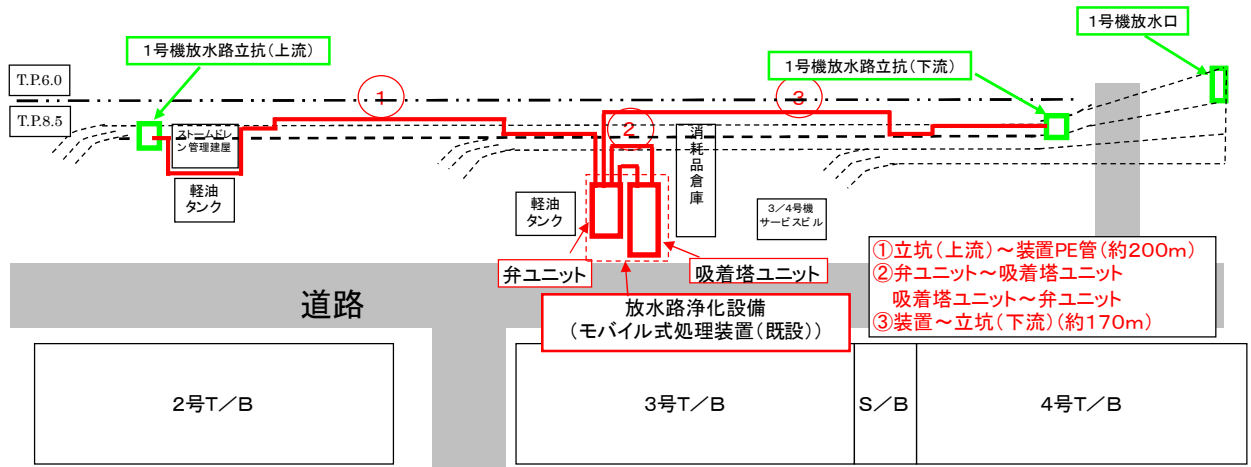 1号機放水口
1号機放水路立抗(上流)
1号機放水路立抗(下流)
T.P.6.0
T.P.8.5
①
③
②
ストームドレ
ン管理建屋
消耗品倉庫
軽油
タンク
軽油
タンク
3/4号機
サービスビル
弁ユニット
吸着塔ユニット
①立坑(上流)～装置PE管(約200m)
②弁ユニット～吸着塔ユニット
吸着塔ユニット～弁ユニット
③装置～立坑(下流)(約170m)
道路
放水路浄化設備
(モバイル式処理装置(既設))
2号T/B
3号T/B
S/B
4号T/B